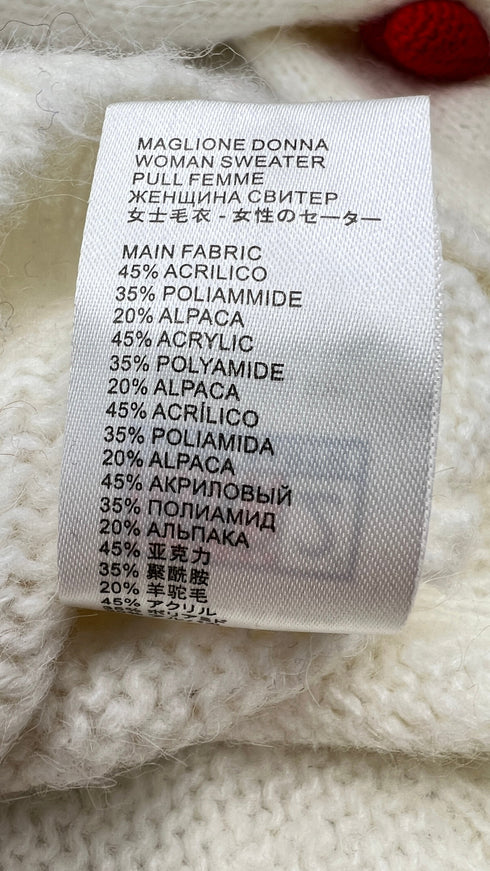 MAGLIONE DONNA
WOMAN SWEATER
PULL FEMME
ЖЕНЩИНА СВИТЕР
女士毛衣 - 女性のセーター
MAIN FABRIC
45% ACRILICO
35% POLIAMMIDE
20% ALPACA
45% ACRYLIC
35% POLYAMIDE
20% ALPACA
45% ACRÍLICO
35% POLIAMIDA
20% ALPACA
45% АКРИЛОВЫЙ
35% ПОЛИАМИД
20% АЛЬПАКА
45% 亚克力
35% 聚酰胺
20% 羊驼毛
45% アクリル